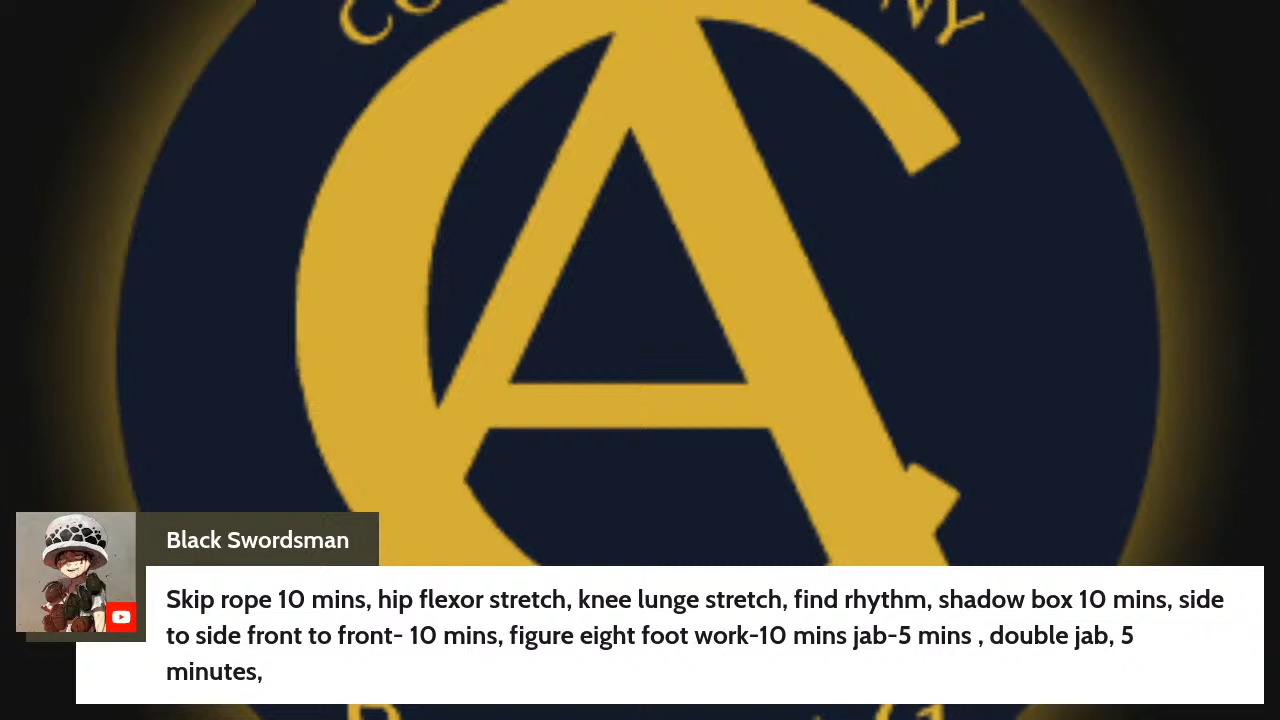 Black Swordsman
Skip rope 10 mins, hip flexor stretch, knee lunge stretch, find rhythm, shadow box 10 mins, side
to side front to front- 10 mins, figure eight foot work-10 mins jab-5 mins , double jab, 5
minutes,